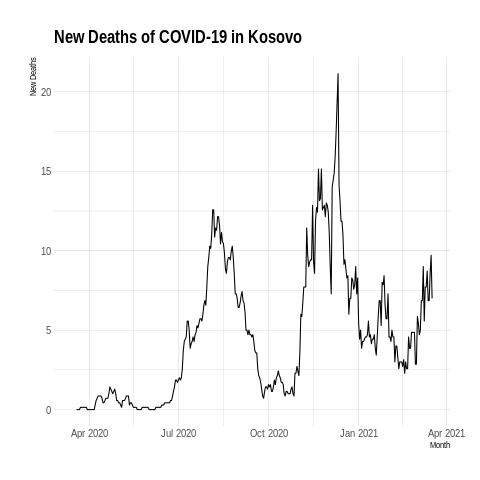 New Deaths of COVID-19 in Kosovo
New Deaths
20
15
10
5
0
Apr 2020
Jul 2020
Oct 2020
Jan 2021
Apr 2021
Month